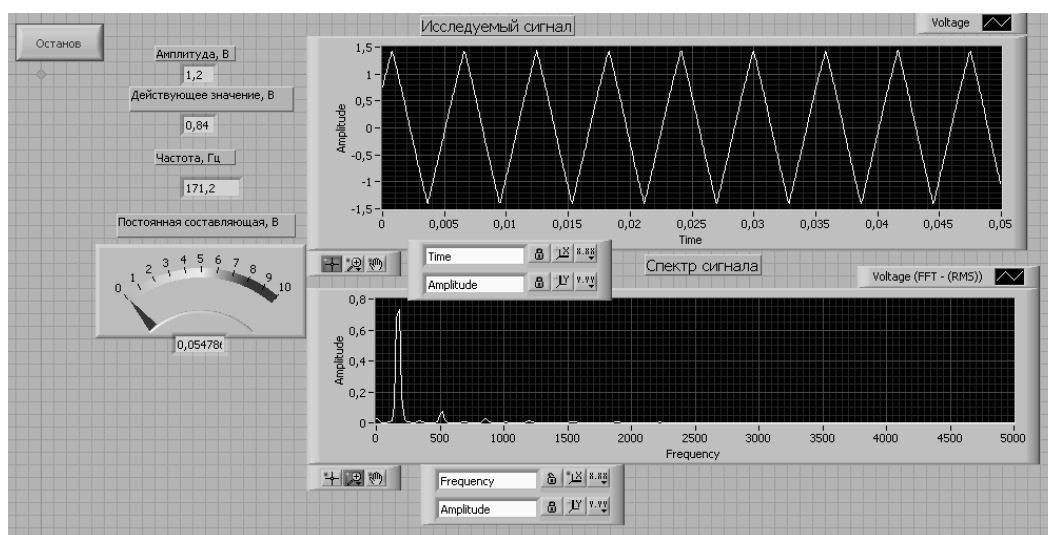 Останов
Амплитуда, В
1,2
Действующее значение, В
0,84
Частота, Гц
171,2
Постоянная составляющая, В
0 1 2 3 4 5 6 7 8 9 10
0,05478
Исследуемый сигнал
Voltage
Amplitude
1,5
1
0,5
0
-0,5
-1
-1,5
0 0,005 0,01 0,015 0,02 0,025 0,03 0,035 0,04 0,045 0,05
Time
Time
Amplitude
Спектр сигнала
Voltage (FFT - (RMS))
Amplitude
0,8
0,6
0,4
0,2
0
0 500 1000 1500 2000 2500 3000 3500 4000 4500 5000
Frequency
Frequency
Amplitude